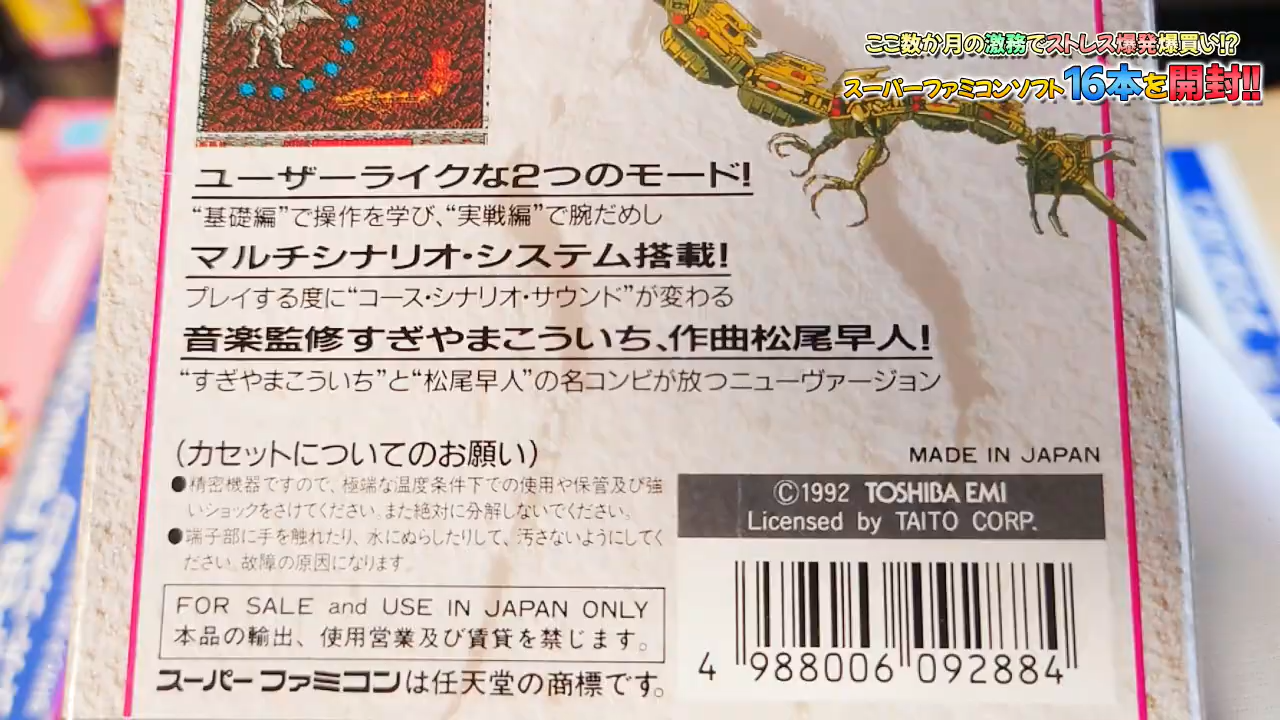 ここ数か月の激務でストレス爆発爆買い!?
スーパーファミコンソフト16本を開封!!
ユーザーライクな2つのモード!
“基礎編”で操作を学び、“実戦編”で腕だめし
マルチシナリオ・システム搭載!
プレイする度に“コース・シナリオ・サウンド”が変わる
音楽監修すぎやまこういち、作曲松尾早人!
“すぎやまこういち”と“松尾早人”の名コンビが放つニューヴァージョン
(カセットについてのお願い)
●精密機器ですので、極端な温度条件下での使用や保管及び強
いショックをさけてください。また絶対に分解しないでください。
●端子部に手を触れたり、水にぬらしたりして、汚さないようにしてく
ださい。故障の原因になります。
FOR SALE and USE IN JAPAN ONLY
本品の輸出、使用営業及び賃貸を禁じます。
スーパーファミコンは任天堂の商標です。
MADE IN JAPAN
©1992 TOSHIBA EMI
Licensed by TAITO CORP.
4 988006 092884